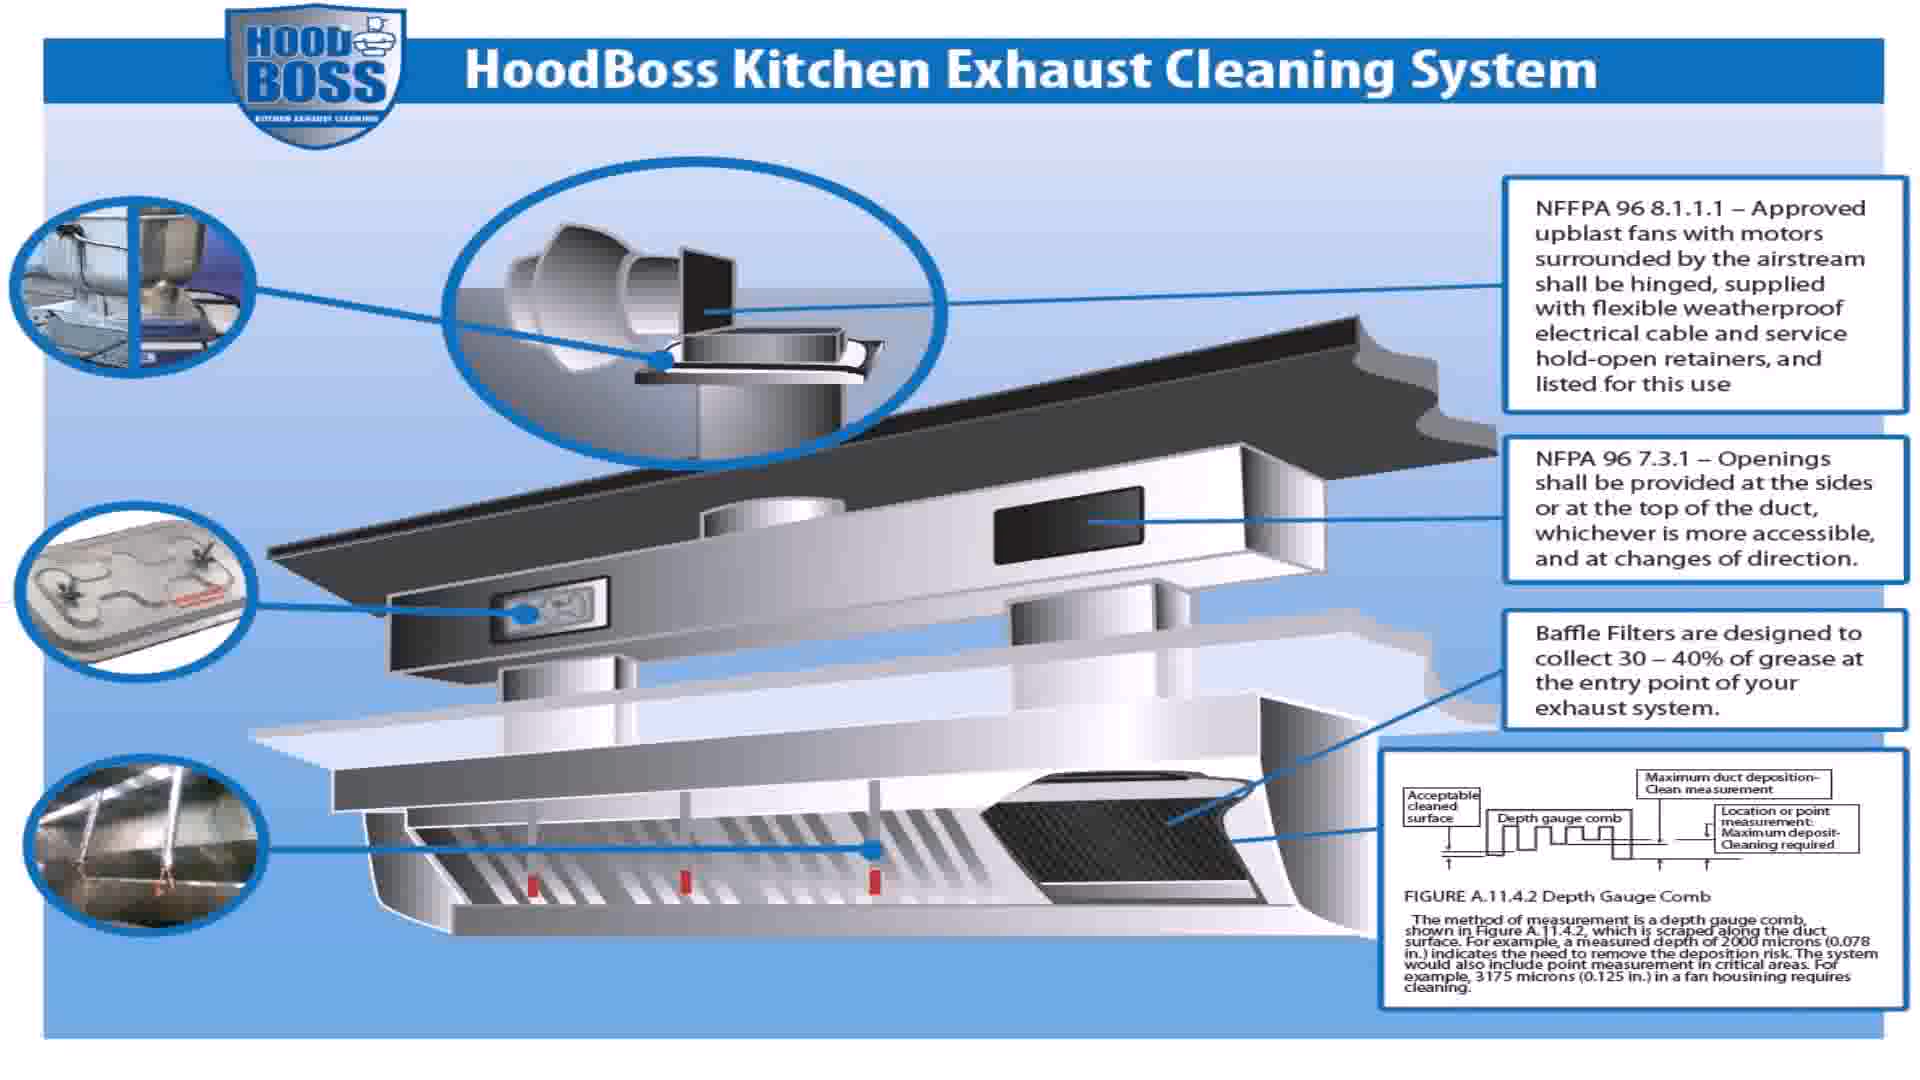 HOOD
BOSS
KITCHEN EXHAUST CLEANING
HoodBoss Kitchen Exhaust Cleaning System
NFFPA 96 8.1.1.1 – Approved
upblast fans with motors
surrounded by the airstream
shall be hinged, supplied
with flexible weatherproof
electrical cable and service
hold-open retainers, and
listed for this use
NFPA 96 7.3.1 – Openings
shall be provided at the sides
or at the top of the duct,
whichever is more accessible,
and at changes of direction.
Baffle Filters are designed to
collect 30 – 40% of grease at
the entry point of your
exhaust system.
Acceptable
cleaned
surface
Depth gauge comb
Maximum duct deposition-
Clean measurement
Location or point
measurement:
Maximum deposit-
Cleaning required
FIGURE A.11.4.2 Depth Gauge Comb
The method of measurement is a depth gauge comb,
shown in Figure A.11.4.2, which is scraped along the duct
surface. For example, a measured depth of 2000 microns (0.078
in.) indicates the need to remove the deposition risk. The system
would also include point measurement in critical areas. For
example, 3175 microns (0.125 in.) in a fan housining requires
cleaning.